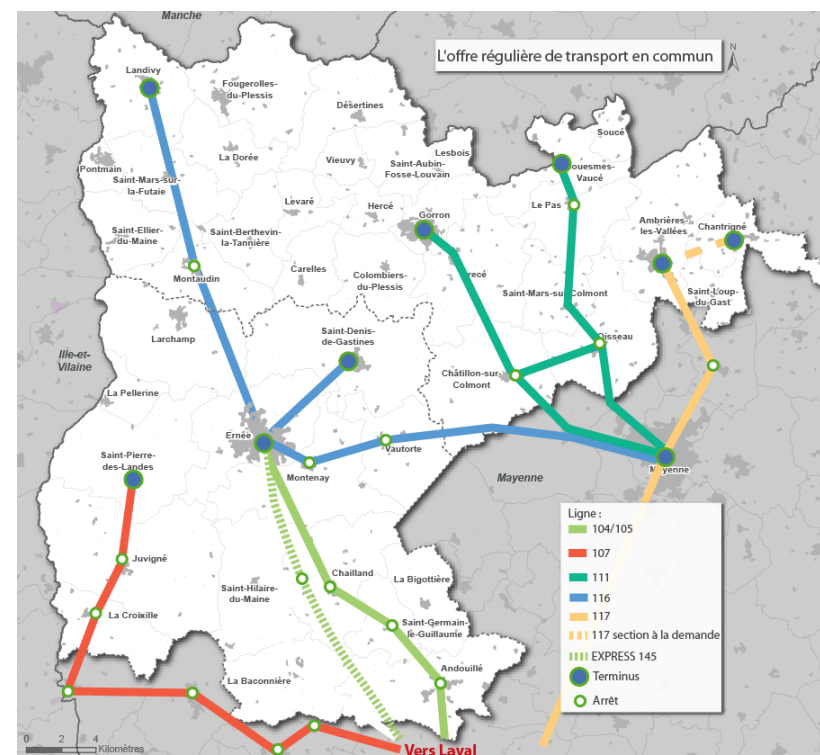 Manche
L'offre régulière de transport en commun
N
Landivy
Fougerolles-
du-Plessis
Désertines
Soucé
Lesbois
La Dorée
Vieuvy
Saint-Aubin-
Fosse-Louvain
ouesmes-
Vaucé
Pontmain
Saint-Mars-sur-
la-Futaie
Levaré
Hercé
Gorron
Le Pas
Ambrières-
les-Vallées
Chantrigné
Saint-Ellier-
du-Maine
Saint-Berthevin-
la-Tannière
Montaudin
Carelles
Colombiers-
du-Plessis
recé
Saint-Mars-sur-Colmont
Saint-Loup-
du-Gast
Larchamp
Saint-Denis-
de-Gastines
Oisseau
Ille-et-
Vilaine
Châtillon-sur-
Colmont
La Pellerine
Ernée
Saint-Pierre-
des-Landes
Vautorte
Montenay
Mayenne
Mayenne
Juvigné
Chailland
La Bigottière
Saint-Hilaire-
du-Maine
La Croixille
Saint-Germain-
le-Guillaume
Andouillé
La Baconnière
Vers Laval
Ligne :
104/105
107
111
116
117
117 section à la demande
EXPRESS 145
Terminus
Arrêt
0 2 4
Kilomètres